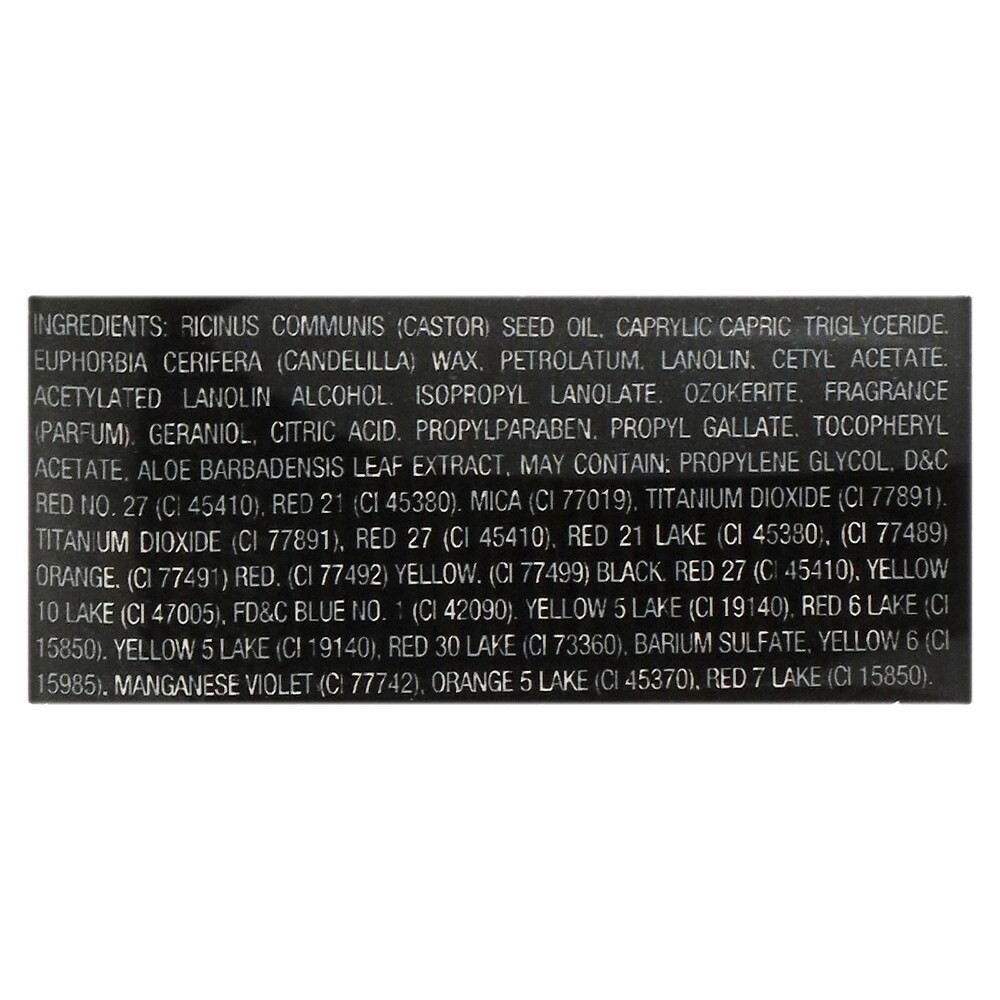 INGREDIENTS: RICINUS COMMUNIS (CASTOR) SEED OIL, CAPRYLIC CAPRIC TRIGLYCERIDE.
EUPHORBIA CERIFERA (CANDELILLA) WAX, PETROLATUM, LANOLIN, CETYL ACETATE.
ACETYLATED LANOLIN ALCOHOL. ISOPROPYL LANOLATE. OZOKERITE, FRAGRANCE
(PARFUM), GERANIOL, CITRIC ACID. PROPYLPARABEN. PROPYL GALLATE. TOCOPHERYL
ACETATE, ALOE BARBADENSIS LEAF EXTRACT, MAY CONTAIN: PROPYLENE GLYCOL, D&C
RED NO. 27 (CI 45410), RED 21 (CI 45380). MICA (CI 77019), TITANIUM DIOXIDE (CI 77891).
TITANIUM DIOXIDE (CI 77891), RED 27 (CI 45410), RED 21 LAKE (CI 45380), (CI 77489)
ORANGE. (CI 77491) RED. (CI 77492) YELLOW. (CI 77499) BLACK. RED 27 (CI 45410), YELLOW
10 LAKE (CI 47005), FD&C BLUE NO. 1 (CI 42090). YELLOW 5 LAKE (CI 19140), RED 6 LAKE (CI
15850). YELLOW 5 LAKE (CI 19140), RED 30 LAKE (CI 73360), BARIUM SULFATE, YELLOW 6 (CI
15985), MANGANESE VIOLET (CI 77742), ORANGE 5 LAKE (CI 45370), RED 7 LAKE (CI 15850).